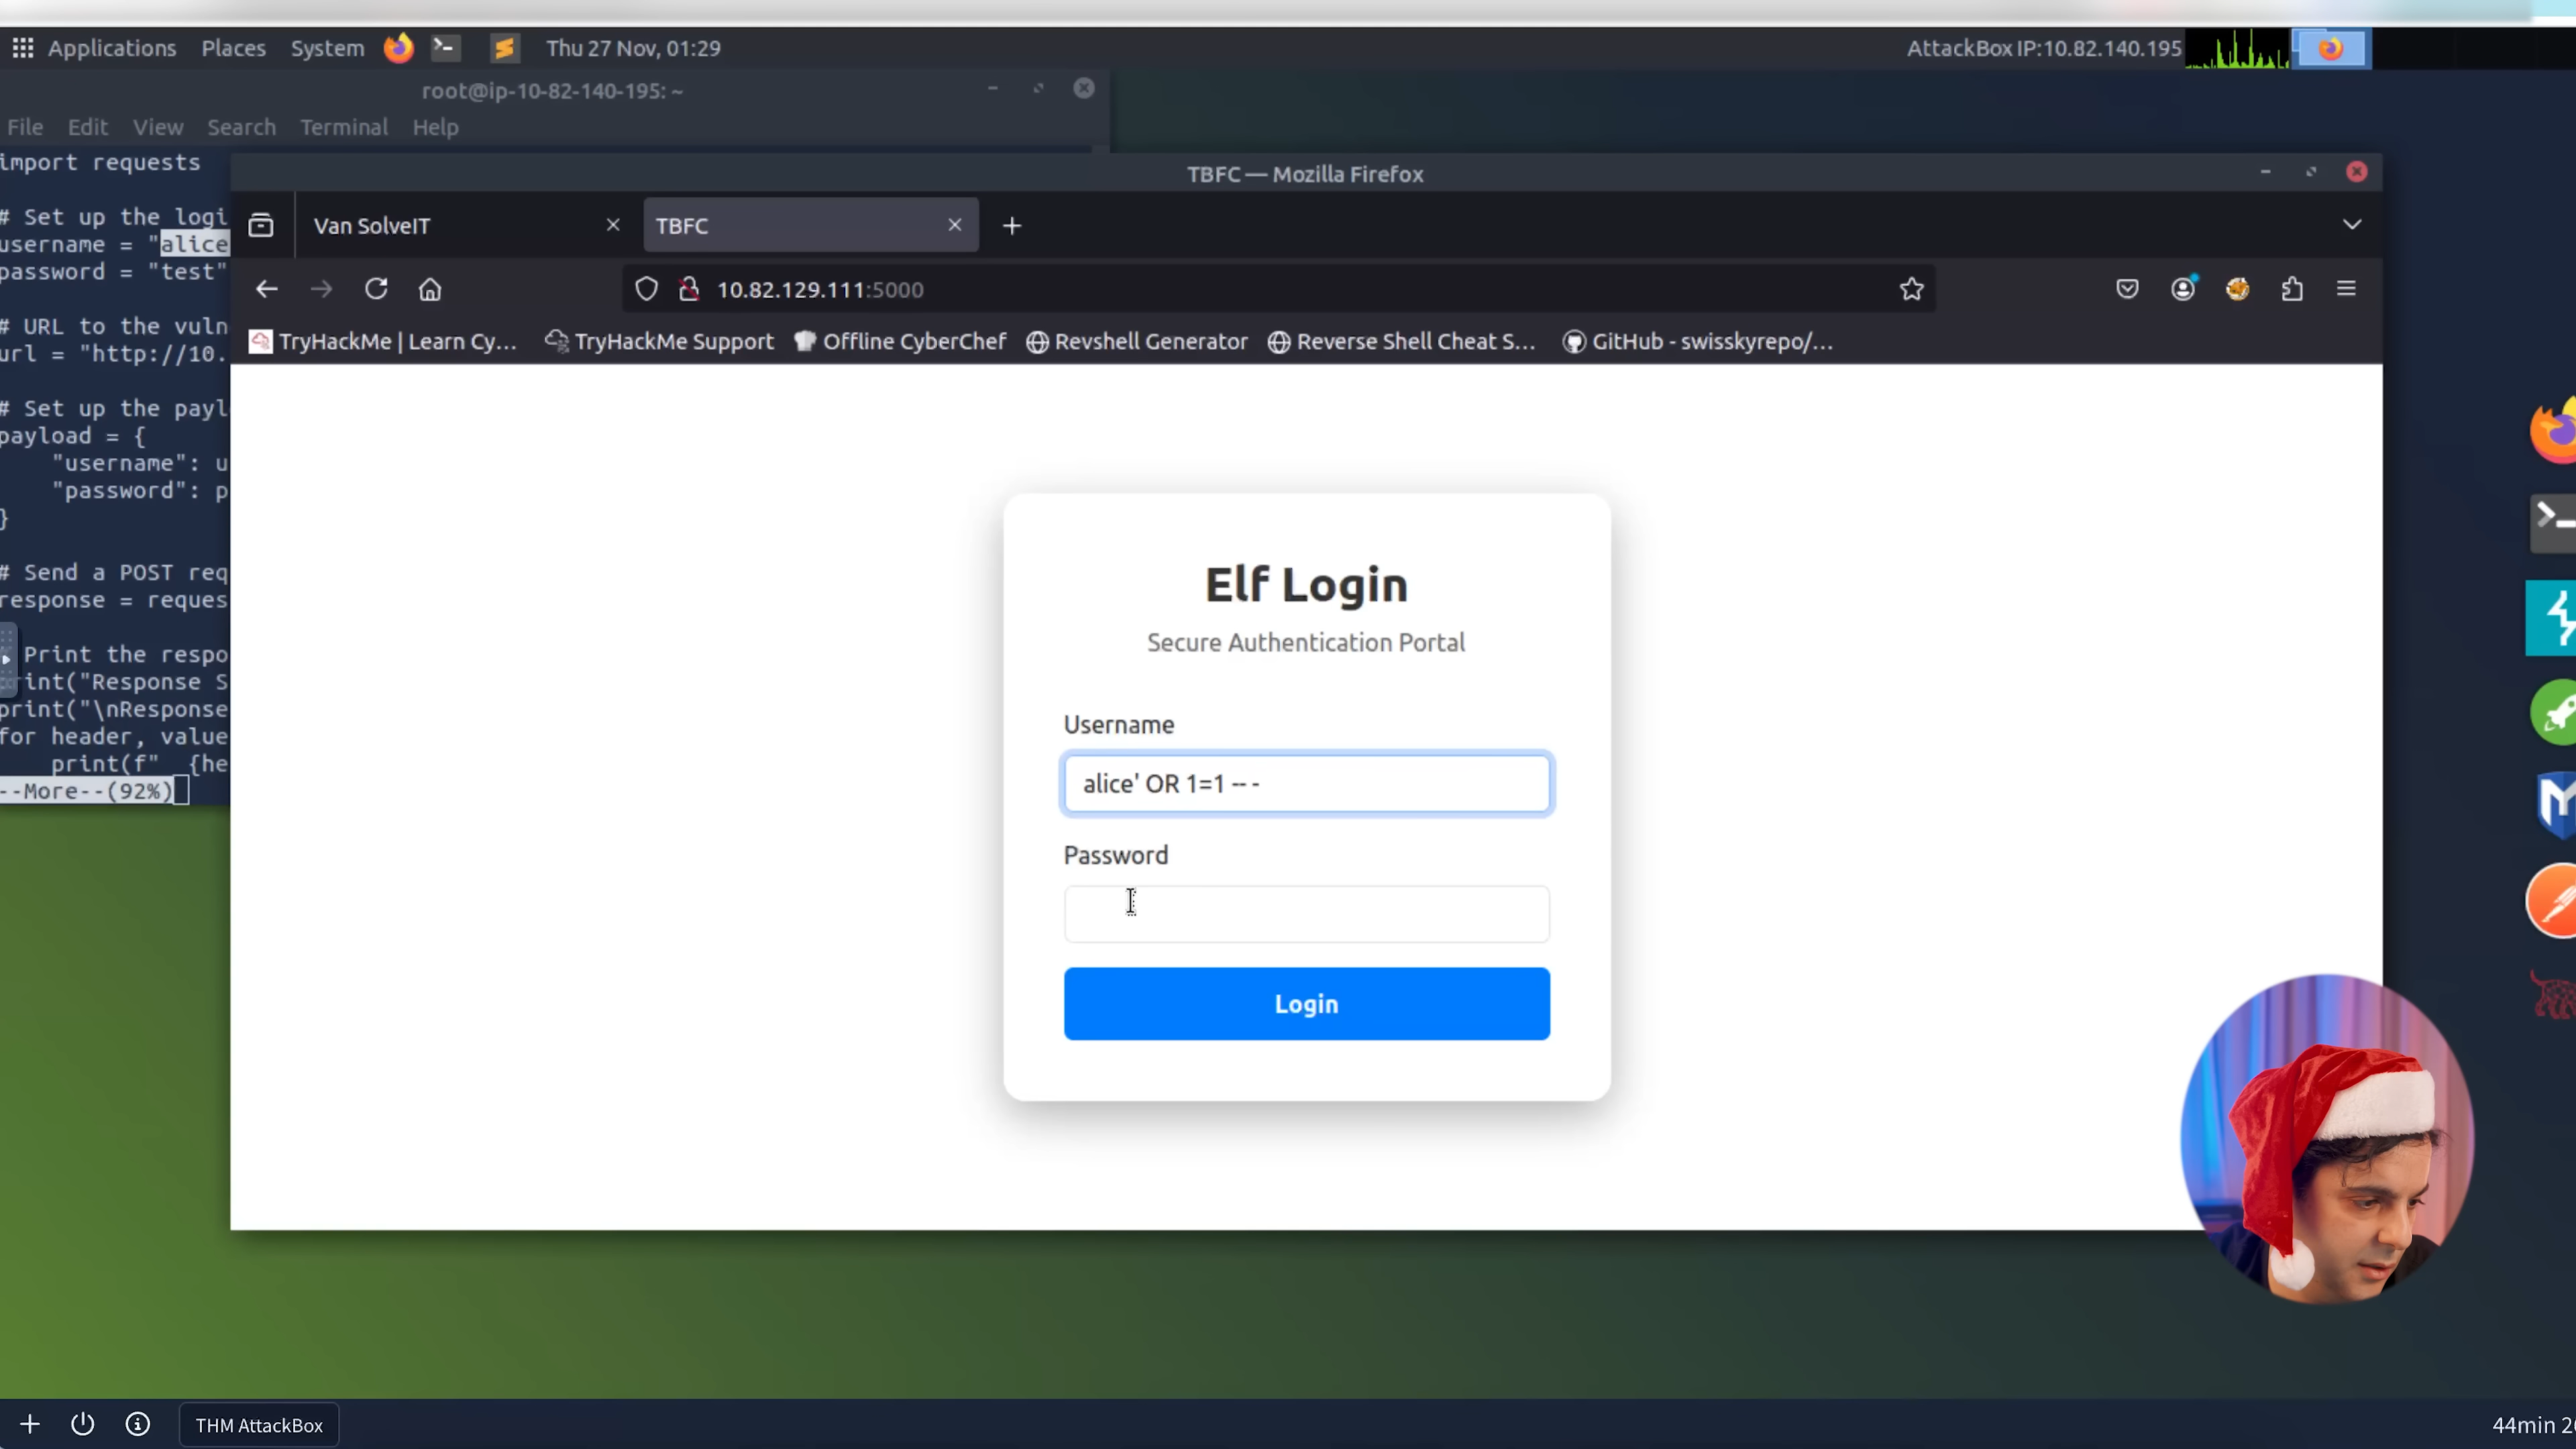 Applications Places System Thu 27 Nov, 01:29 AttackBox IP:10.82.140.195
root@ip-10-82-140-195: ~
File Edit View Search Terminal Help
import requests
# Set up the logi
username = "alice
password = "test"
# URL to the vuln
url = "http://10.
# Set up the payl
payload = {
"username": u
"password": p
}
# Send a POST req
response = reques
Print the respo
print("Response S
print("\nResponse
for header, value
print(f" {he
--More--(92%)
TBFC — Mozilla Firefox
Van SolveIT TBFC
10.82.129.111:5000
TryHackMe | Learn Cy... TryHackMe Support Offline CyberChef Revshell Generator Reverse Shell Cheat S... GitHub - swisskyrepo/...
Elf Login
Secure Authentication Portal
Username
alice' OR 1=1 -- -
Password
Login
THM AttackBox
44min 2